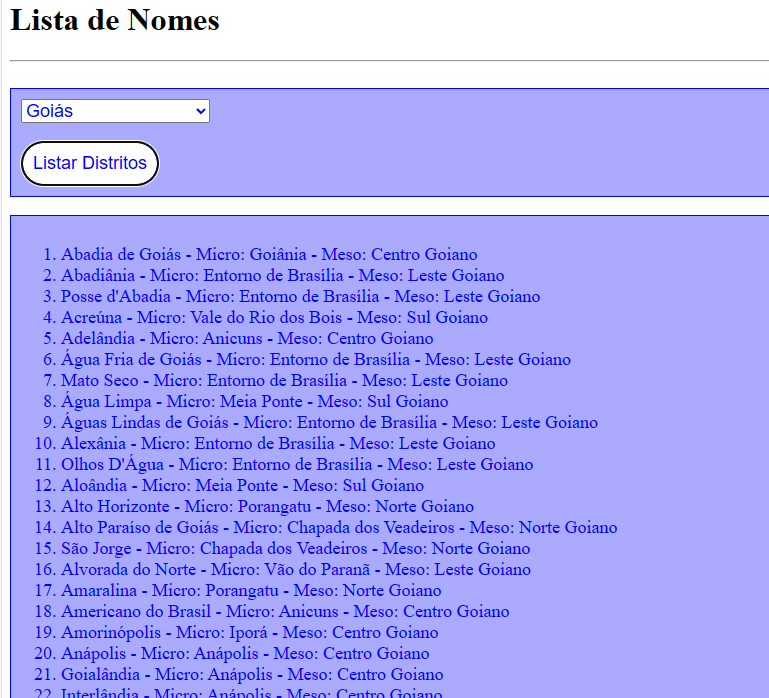 Lista de Nomes
Goiás
Listar Distritos
1. Abadia de Goiás - Micro: Goiânia - Meso: Centro Goiano
2. Abadiânia - Micro: Entorno de Brasília - Meso: Leste Goiano
3. Posse d'Abadia - Micro: Entorno de Brasília - Meso: Leste Goiano
4. Acreúna - Micro: Vale do Rio dos Bois - Meso: Sul Goiano
5. Adelândia - Micro: Anicuns - Meso: Centro Goiano
6. Água Fria de Goiás - Micro: Entorno de Brasília - Meso: Leste Goiano
7. Mato Seco - Micro: Entorno de Brasília - Meso: Leste Goiano
8. Água Limpa - Micro: Meia Ponte - Meso: Sul Goiano
9. Águas Lindas de Goiás - Micro: Entorno de Brasília - Meso: Leste Goiano
10. Alexânia - Micro: Entorno de Brasília - Meso: Leste Goiano
11. Olhos D'Água - Micro: Entorno de Brasília - Meso: Leste Goiano
12. Aloândia - Micro: Meia Ponte - Meso: Sul Goiano
13. Alto Horizonte - Micro: Porangatu - Meso: Norte Goiano
14. Alto Paraíso de Goiás - Micro: Chapada dos Veadeiros - Meso: Norte Goiano
15. São Jorge - Micro: Chapada dos Veadeiros - Meso: Norte Goiano
16. Alvorada do Norte - Micro: Vão do Paranã - Meso: Leste Goiano
17. Amaralina - Micro: Porangatu - Meso: Norte Goiano
18. Americano do Brasil - Micro: Anicuns - Meso: Centro Goiano
19. Amorinópolis - Micro: Iporá - Meso: Centro Goiano
20. Anápolis - Micro: Anápolis - Meso: Centro Goiano
21. Goialândia - Micro: Anápolis - Meso: Centro Goiano
22. Interlândia - Micro: Anápolis - Meso: Centro Goiano